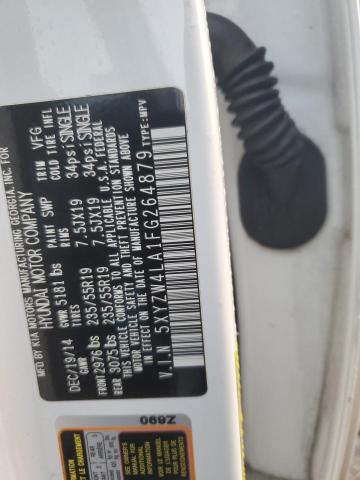 MFD BY KIA MOTORS MANUFACTURING GEORGIA, INC. FOR
HYUNDAI MOTOR COMPANY
DEC/19/14 GVWR 5181 lbs PAINT SWP TRIM VFG
GAWR TIRES RIMS COLD TIRE INFL
FRONT 2976 lbs 235/55R19 7.5JX19 34psi SINGLE
REAR 3075 lbs 235/55R19 7.5JX19 34psi SINGLE
THIS VEHICLE CONFORMS TO ALL APPLICABLE U.S.A. FEDERAL
MOTOR VEHICLE SAFETY AND THEFT PREVENTION STANDARDS
IN EFFECT ON THE DATE OF MANUFACTURE SHOWN ABOVE
V.I.N 5XYZW4LA1FG264879 TYPE:MPV
Z690